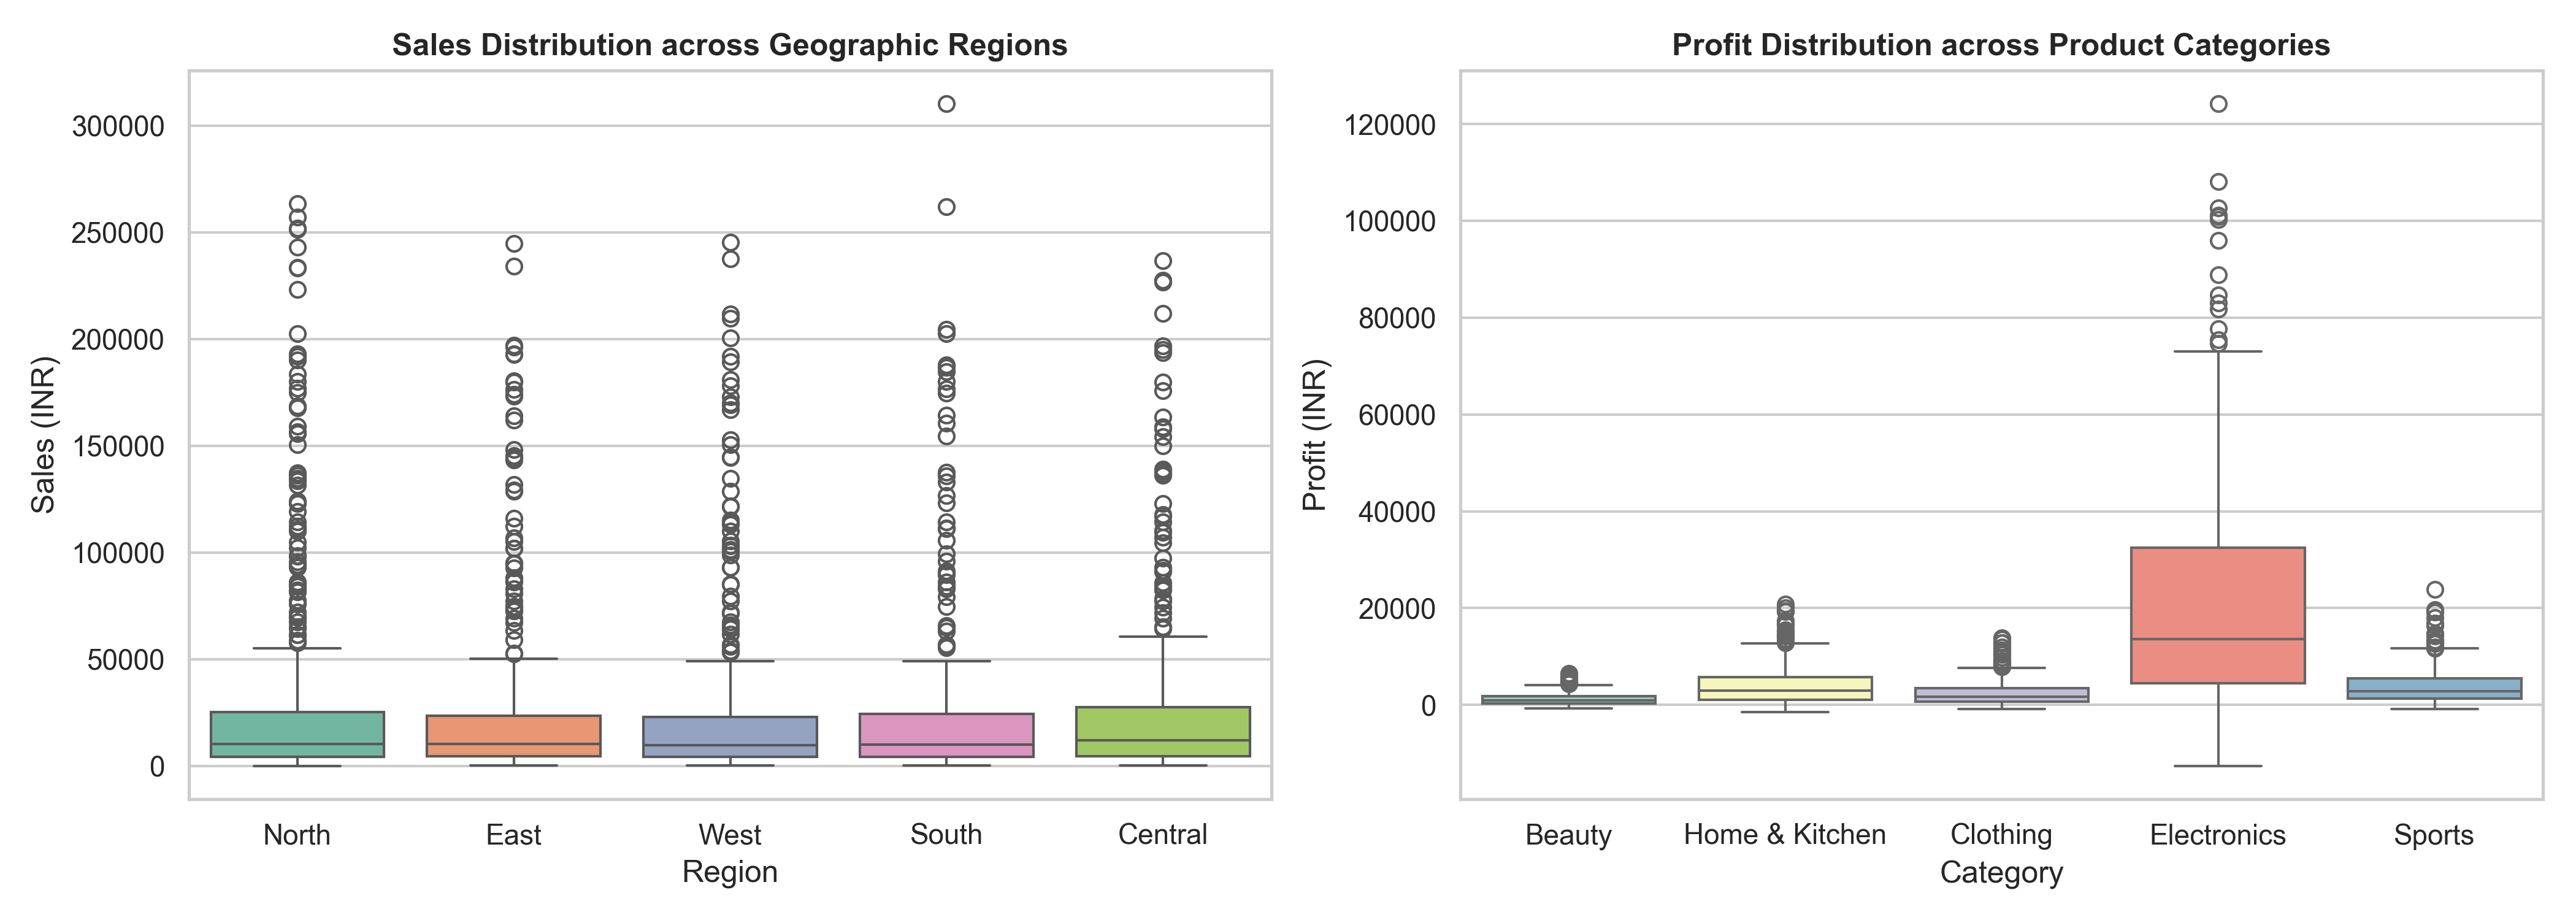 Sales Distribution across Geographic Regions
300000
250000
200000
150000
100000
50000
0
Sales (INR)
North East West South Central
Region
Profit Distribution across Product Categories
120000
100000
80000
60000
40000
20000
0
Profit (INR)
Beauty Home & Kitchen Clothing Electronics Sports
Category